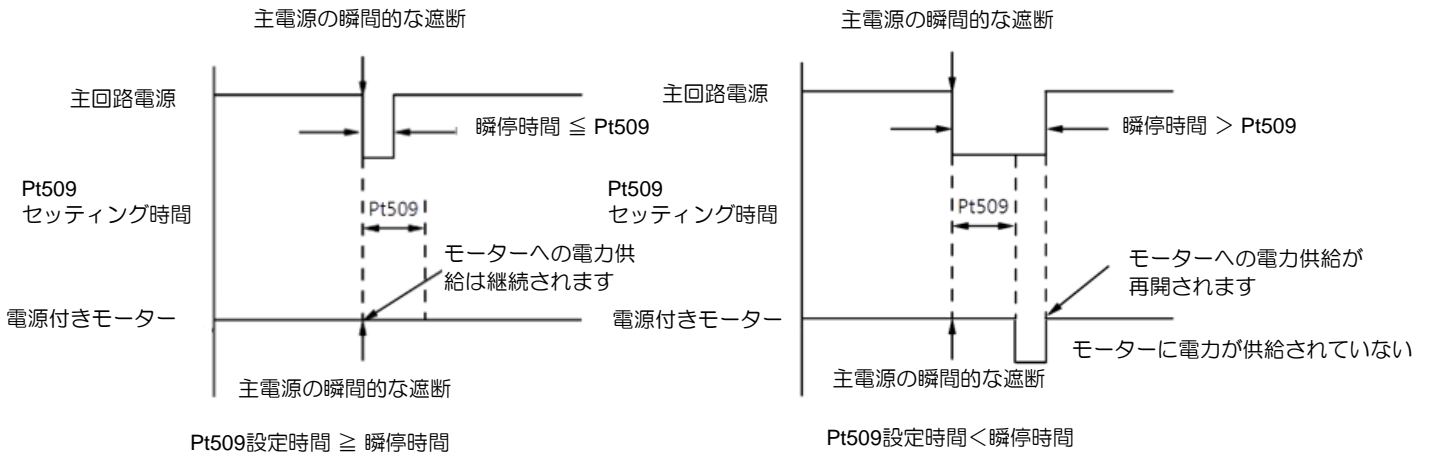 主電源の瞬間的な遮断
主回路電源
瞬停時間 ≦ Pt509
Pt509
セッティング時間
Pt509
モーターへの電力供
給は継続されます
電源付きモーター
主電源の瞬間的な遮断
Pt509設定時間 ≧ 瞬停時間
主電源の瞬間的な遮断
主回路電源
瞬停時間 ＞ Pt509
Pt509
セッティング時間
Pt509
モーターへの電力供給が
再開されます
電源付きモーター
モーターに電力が供給されていない
主電源の瞬間的な遮断
Pt509設定時間＜瞬停時間